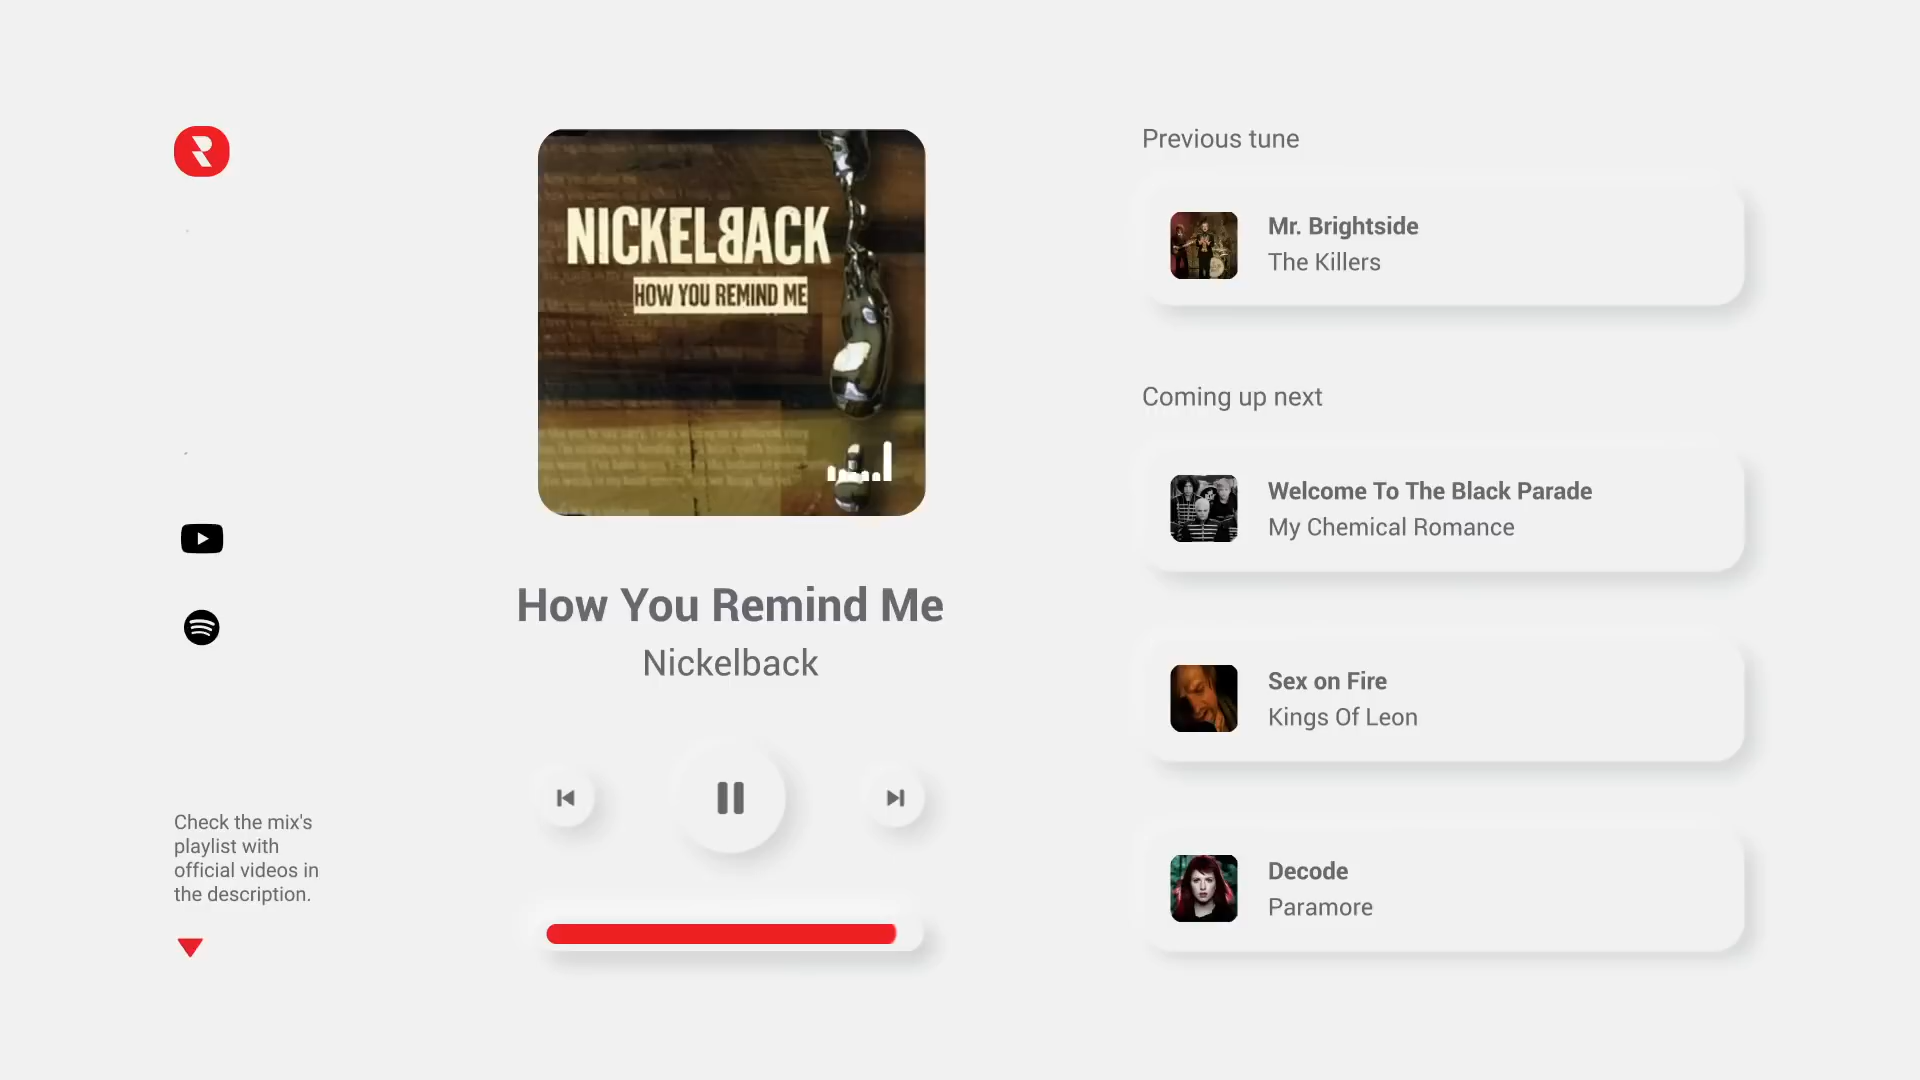 NICKELBACK
HOW YOU REMIND ME
How You Remind Me
Nickelback
Check the mix's
playlist with
official videos in
the description.
Previous tune
Mr. Brightside
The Killers
Coming up next
Welcome To The Black Parade
My Chemical Romance
Sex on Fire
Kings Of Leon
Decode
Paramore